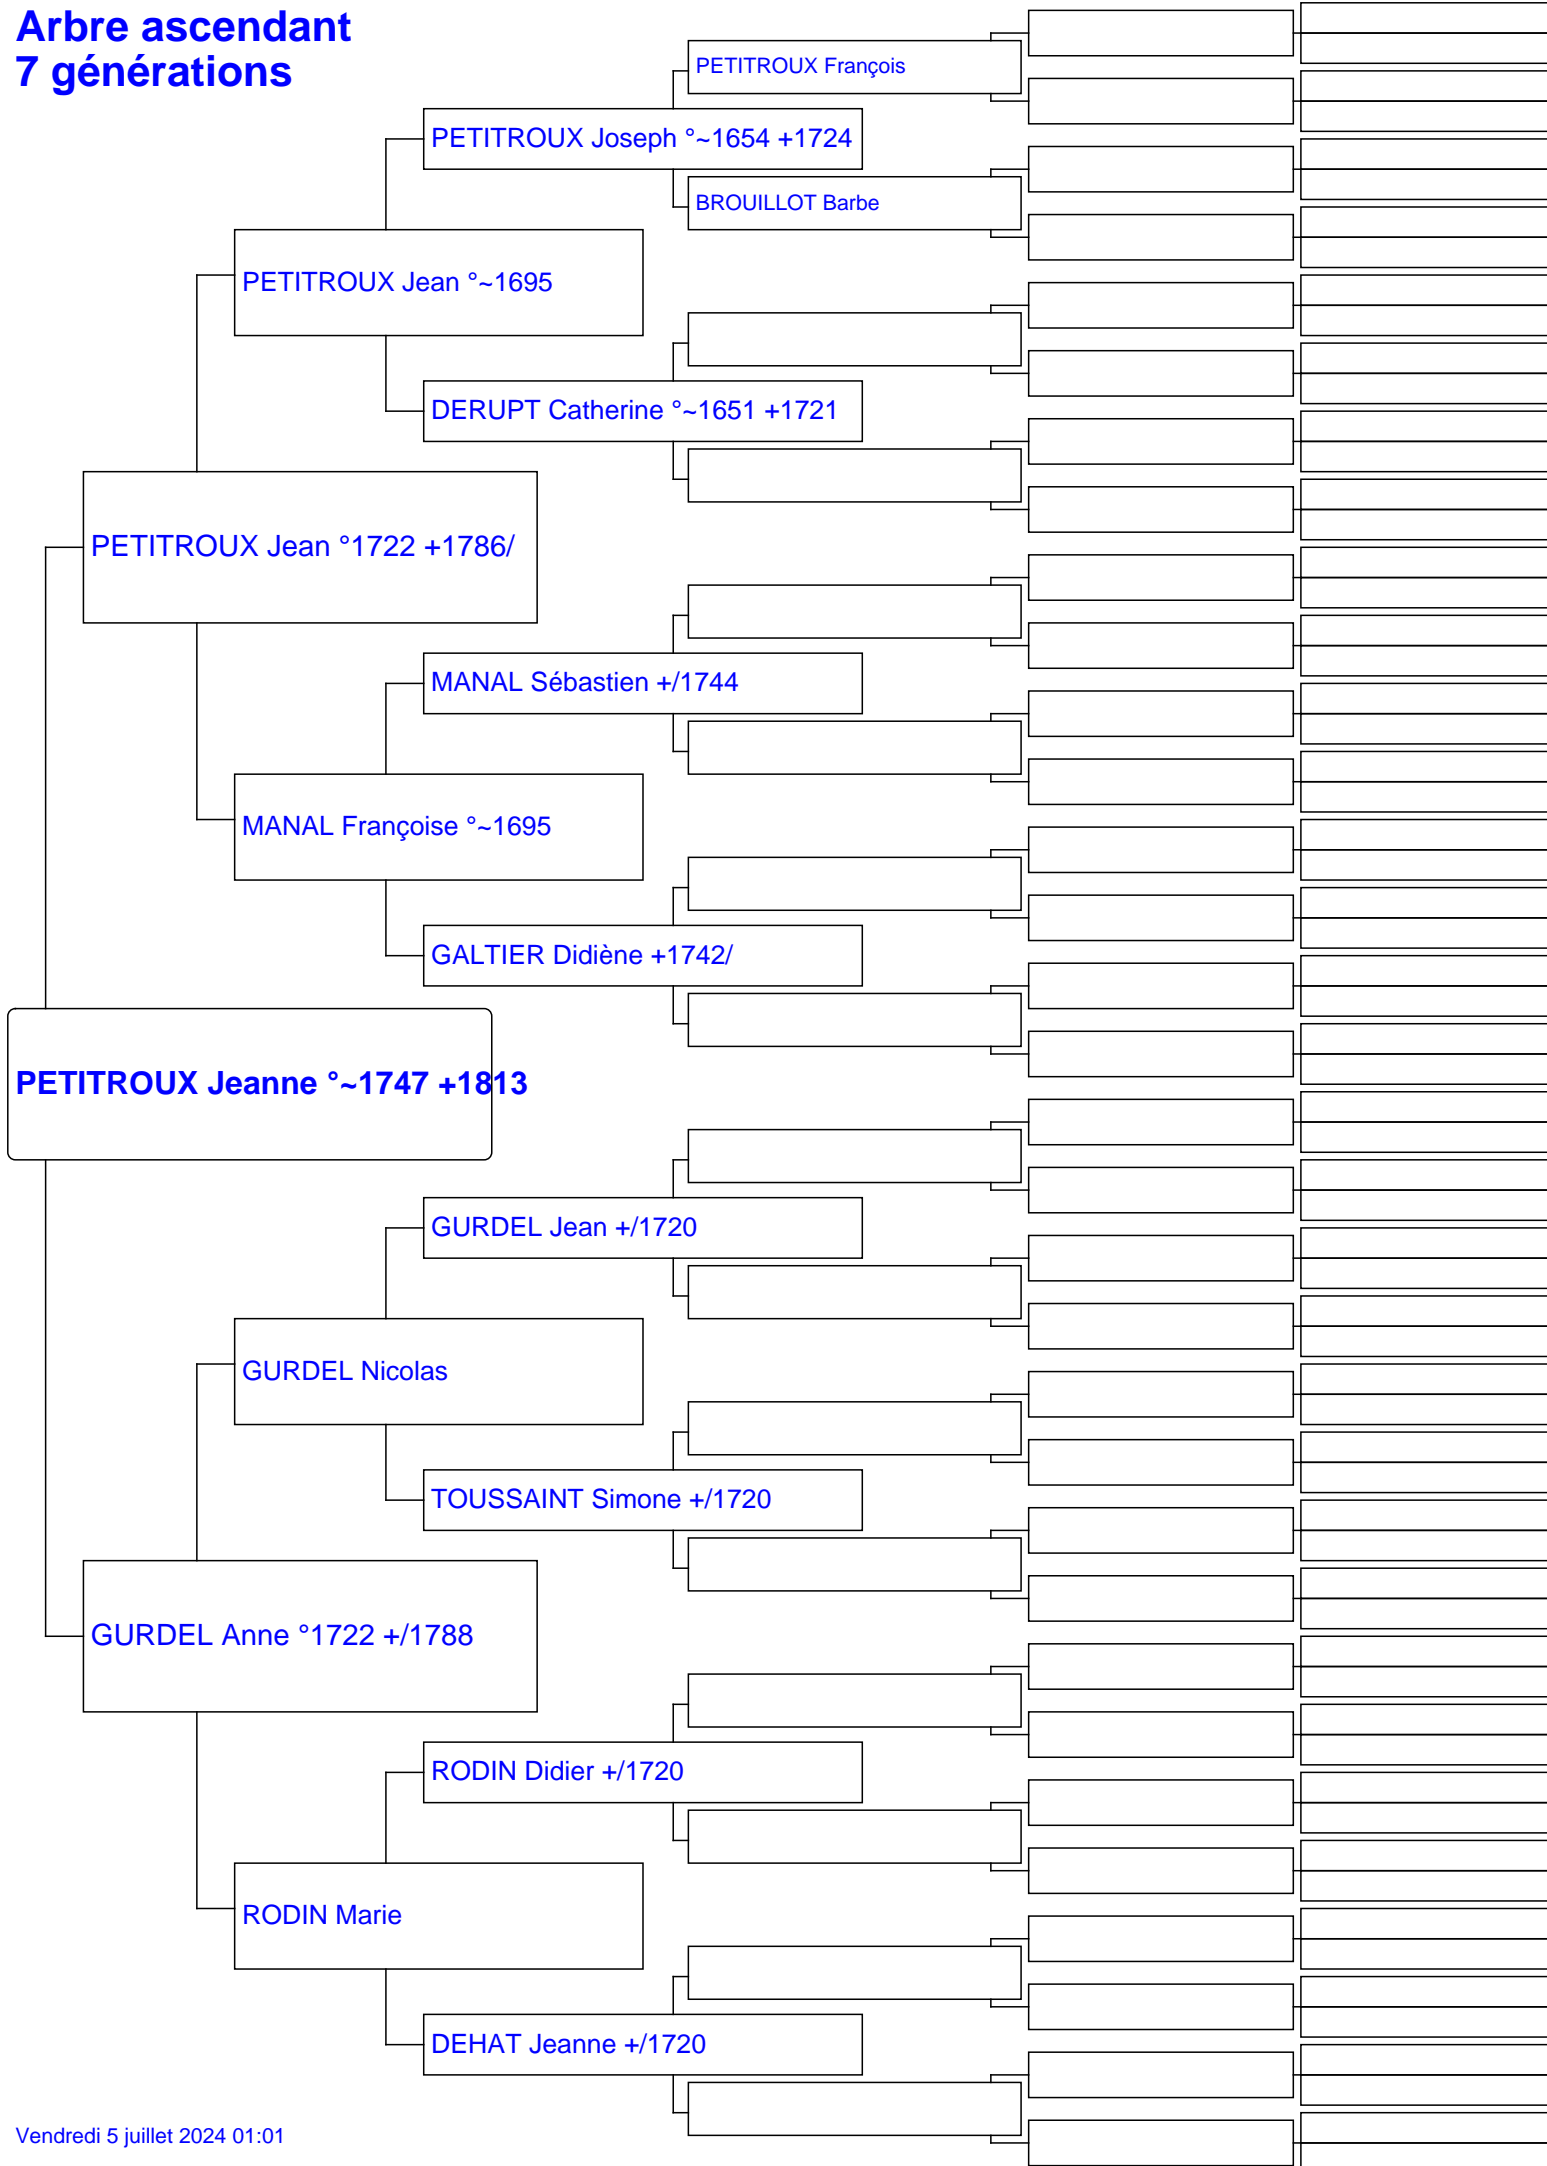 Arbre ascendant
7 générations
PETITROUX François
PETITROUX Joseph °~1654 +1724
BROUILLOT Barbe
PETITROUX Jean °~1695
DERUPT Catherine °~1651 +1721
PETITROUX Jean °1722 +1786/
MANAL Sébastien +/1744
MANAL Françoise °~1695
GALTIER Didiène +1742/
PETITROUX Jeanne °~1747 +1813
GURDEL Jean +/1720
GURDEL Nicolas
TOUSSAINT Simone +/1720
GURDEL Anne °1722 +/1788
RODIN Didier +/1720
RODIN Marie
DEHAT Jeanne +/1720
Vendredi 5 juillet 2024 01:01